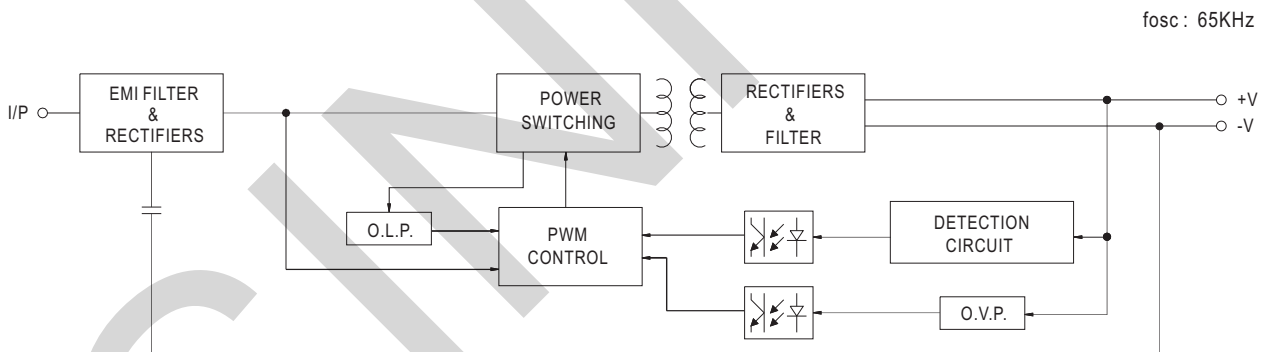 fosc : 65KHz
I/P
EMI FILTER
&
RECTIFIERS
POWER
SWITCHING
RECTIFIERS
&
FILTER
+V
-V
O.L.P.
PWM
CONTROL
DETECTION
CIRCUIT
O.V.P.